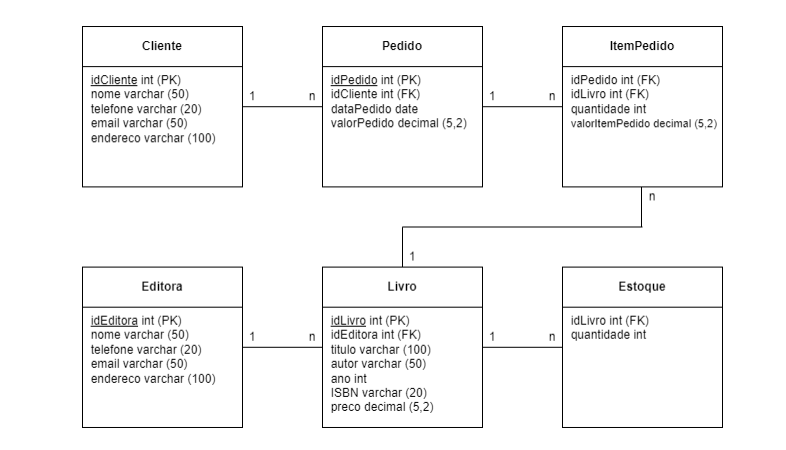 Cliente
idCliente int (PK)
nome varchar (50)
telefone varchar (20)
email varchar (50)
endereco varchar (100)
1
n
Pedido
idPedido int (PK)
idCliente int (FK)
dataPedido date
valorPedido decimal (5,2)
1
n
ItemPedido
idPedido int (FK)
idLivro int (FK)
quantidade int
valorItemPedido decimal (5,2)
n
1
Editora
idEditora int (PK)
nome varchar (50)
telefone varchar (20)
email varchar (50)
endereco varchar (100)
1
n
Livro
idLivro int (PK)
idEditora int (FK)
titulo varchar (100)
autor varchar (50)
ano int
ISBN varchar (20)
preco decimal (5,2)
1
n
Estoque
idLivro int (FK)
quantidade int